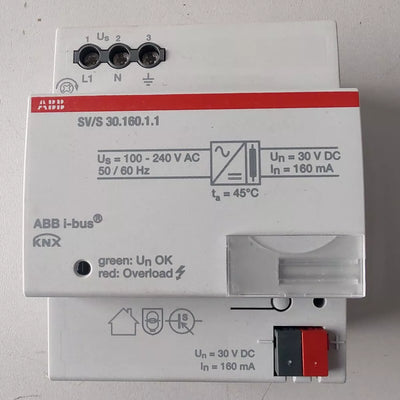 1 Us 2 3
L1 N
ABB
SV/S 30.160.1.1
Us = 100 - 240 V AC
50 / 60 Hz
Un = 30 V DC
In = 160 mA
ta = 45°C
ABB i-bus®
KNX
green: Un OK
red: Overload
Un = 30 V DC
In = 160 mA